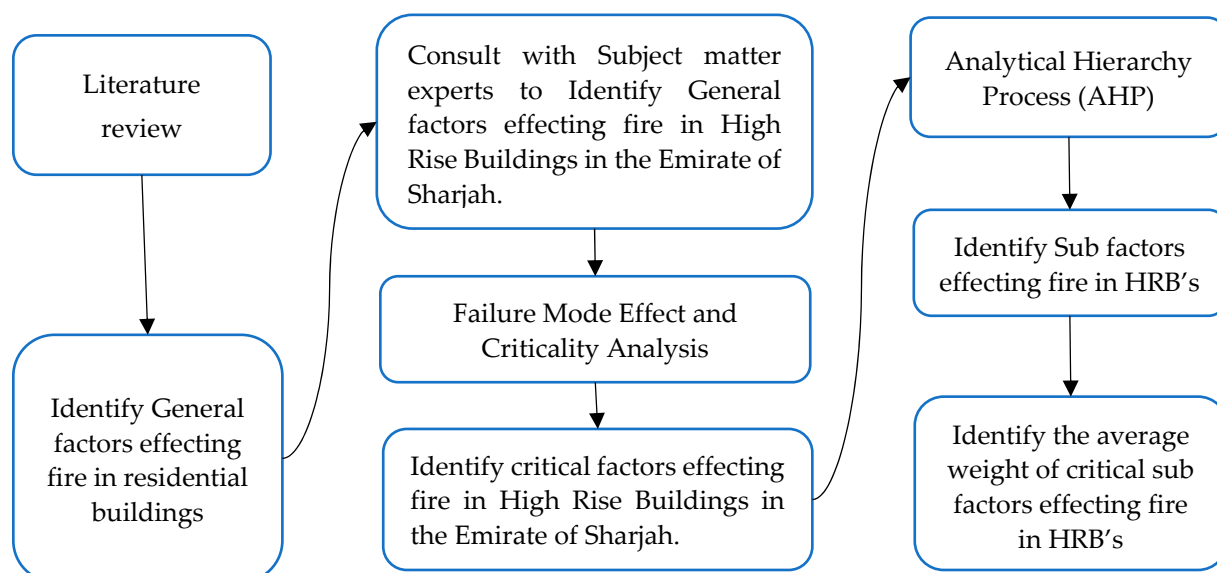 Literature
review
Identify General
factors effecting
fire in residential
buildings
Consult with Subject matter
experts to Identify General
factors effecting fire in High
Rise Buildings in the Emirate of
Sharjah.
Failure Mode Effect and
Criticality Analysis
Identify critical factors effecting
fire in High Rise Buildings in
the Emirate of Sharjah.
Analytical Hierarchy
Process (AHP)
Identify Sub factors
effecting fire in HRB's
Identify the average
weight of critical sub
factors effecting fire
in HRB's